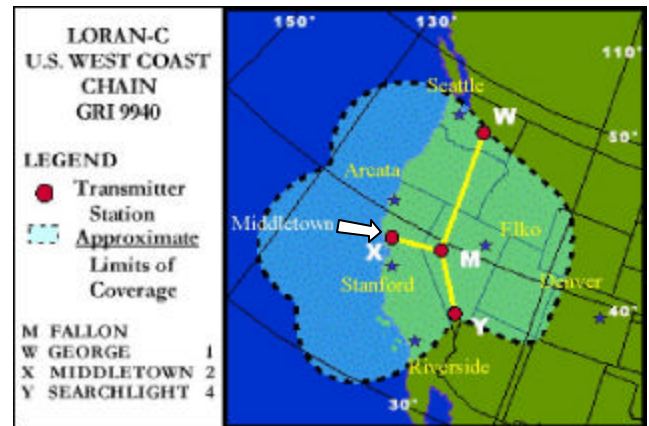 LORAN-C
U.S. WEST COAST
CHAIN
GRI 9940
LEGEND
Transmitter
Station
Approximate
Limits of
Coverage
M FALLON
W GEORGE 1
X MIDDLETOWN 2
Y SEARCHLIGHT 4
150°
130°
110°
Seattle
W
50°
Arcata
Middletown
Elko
X
M
Stanford
Denver
40°
Y
Riverside
30°